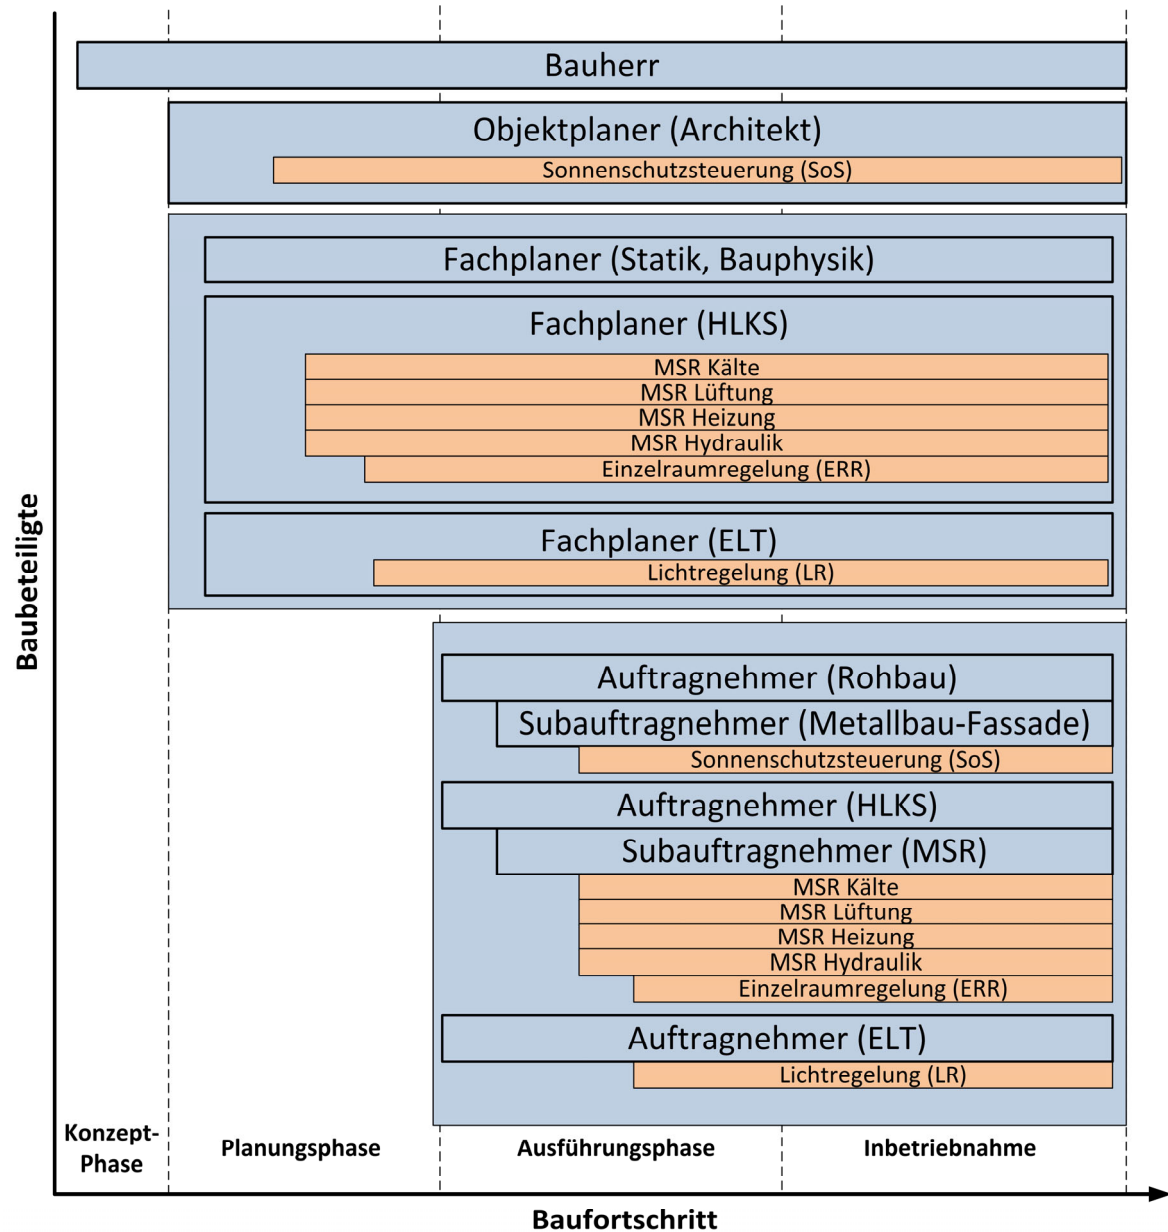 Bauherr
Objektplaner (Architekt)
Sonnenschutzsteuerung (SoS)
Fachplaner (Statik, Bauphysik)
Fachplaner (HLKS)
MSR Kälte
MSR Lüftung
MSR Heizung
MSR Hydraulik
Einzelraumregelung (ERR)
Fachplaner (ELT)
Lichtregelung (LR)
Baubeteiligte
Auftragnehmer (Rohbau)
Subauftragnehmer (Metallbau-Fassade)
Sonnenschutzsteuerung (SoS)
Auftragnehmer (HLKS)
Subauftragnehmer (MSR)
MSR Kälte
MSR Lüftung
MSR Heizung
MSR Hydraulik
Einzelraumregelung (ERR)
Auftragnehmer (ELT)
Lichtregelung (LR)
Konzept-
Phase
Planungsphase
Ausführungsphase
Inbetriebnahme
Baufortschritt